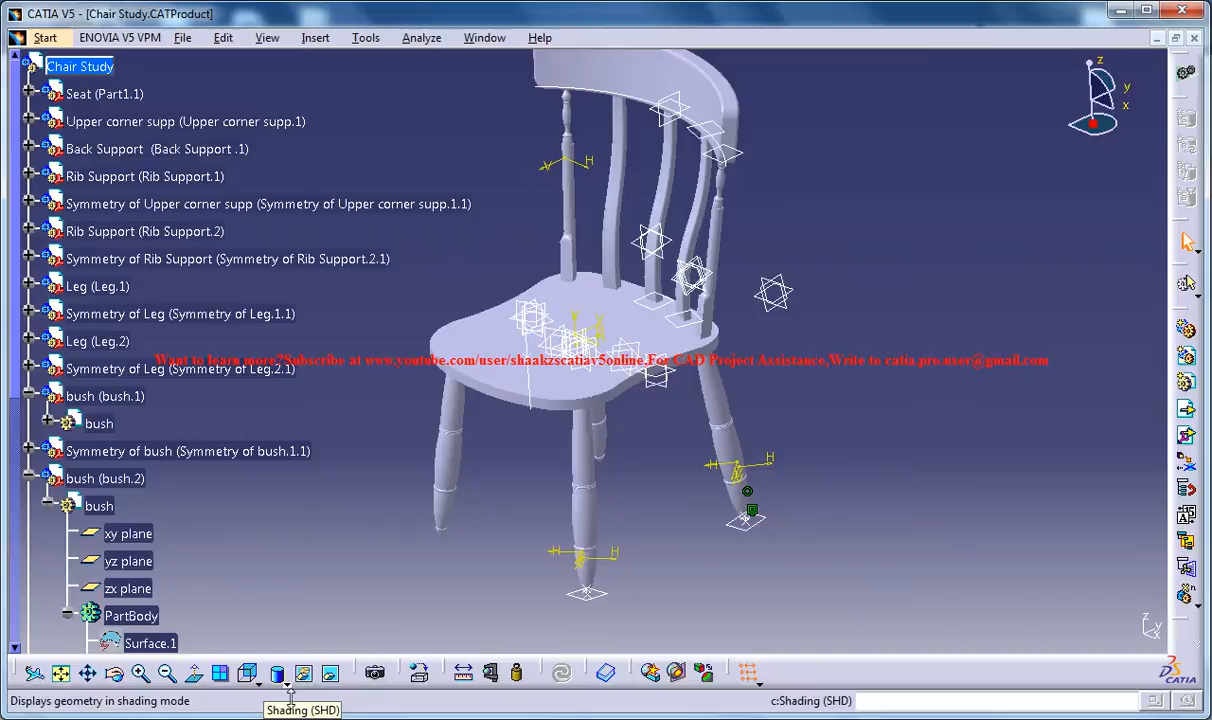 CATIA V5 - [Chair Study.CATProduct]
Start ENOVIA V5 VPM File Edit View Insert Tools Analyze Window Help
Chair Study
Seat (Part1.1)
Upper corner supp (Upper corner supp.1)
Back Support (Back Support .1)
Rib Support (Rib Support.1)
Symmetry of Upper corner supp (Symmetry of Upper corner supp.1.1)
Rib Support (Rib Support.2)
Symmetry of Rib Support (Symmetry of Rib Support.2.1)
Leg (Leg.1)
Symmetry of Leg (Symmetry of Leg.1.1)
Leg (Leg.2)
Want to learn more?Subscribe at www.youtube.com/user/shaakzscatiav5online.For CAD Project Assistance,Write to catia.pro.user@gmail.com
Symmetry of Leg (Symmetry of Leg.2.1)
bush (bush.1)
bush
Symmetry of bush (Symmetry of bush.1.1)
bush (bush.2)
bush
xy plane
yz plane
zx plane
PartBody
Surface.1
z
y
x
V H
H H
H H
z
y
x
Displays geometry in shading mode
Shading (SHD)
c:Shading (SHD)
CATIA